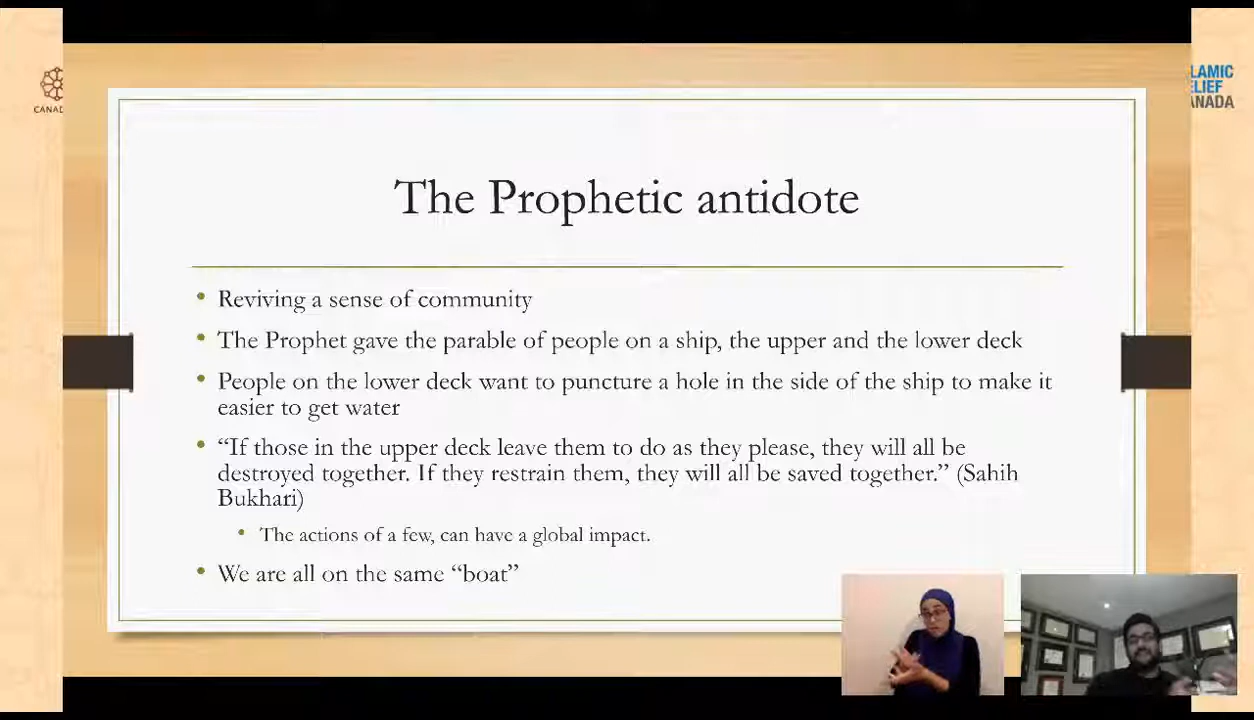 The Prophetic antidote
• Reviving a sense of community
• The Prophet gave the parable of people on a ship, the upper and the lower deck
• People on the lower deck want to puncture a hole in the side of the ship to make it
easier to get water
• “If those in the upper deck leave them to do as they please, they will all be
destroyed together. If they restrain them, they will all be saved together.” (Sahih
Bukhari)
• The actions of a few, can have a global impact.
• We are all on the same “boat”
CANAD
LAMIC
ELIEF
ANADA